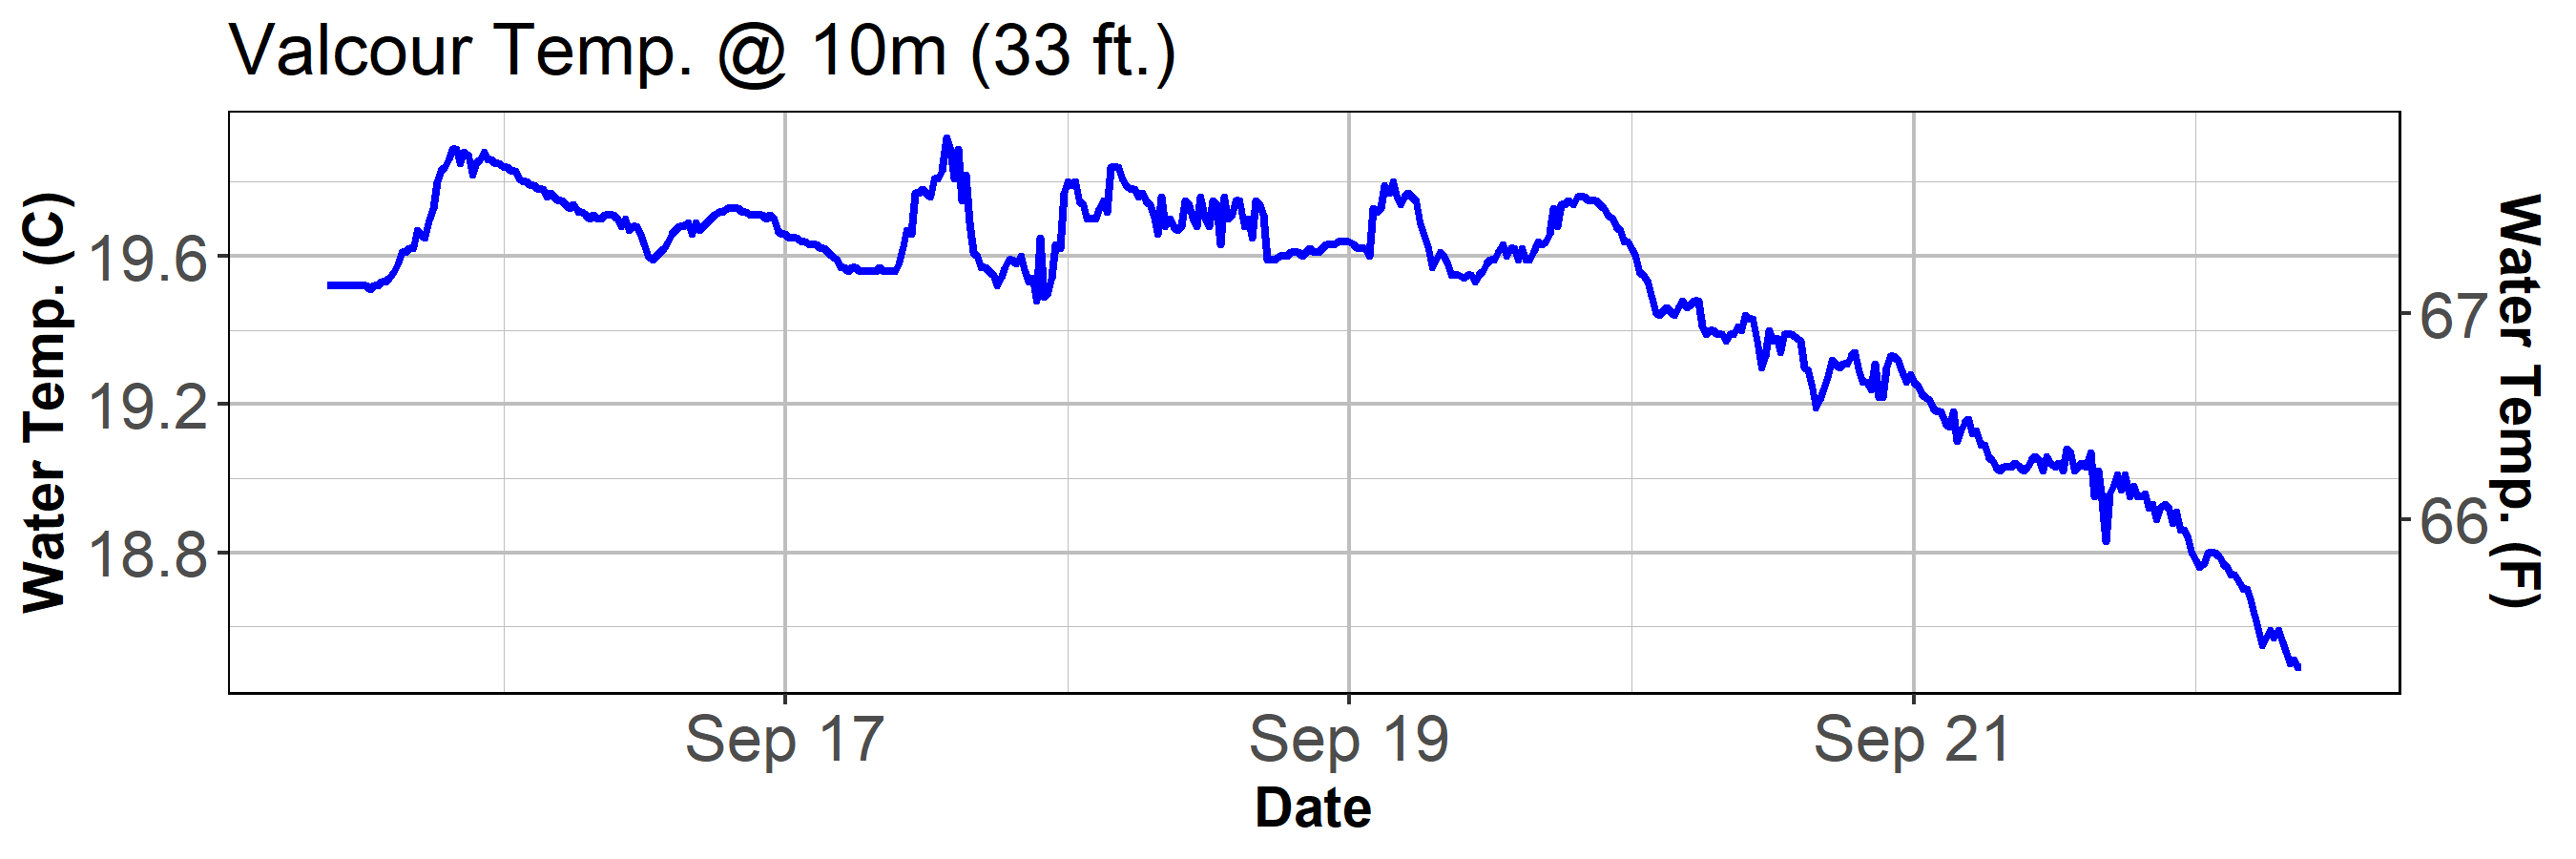 Valcour Temp. @ 10m (33 ft.)
Water Temp. (C)
19.6
19.2
18.8
67
66
Water Temp. (F)
Sep 17
Sep 19
Sep 21
Date